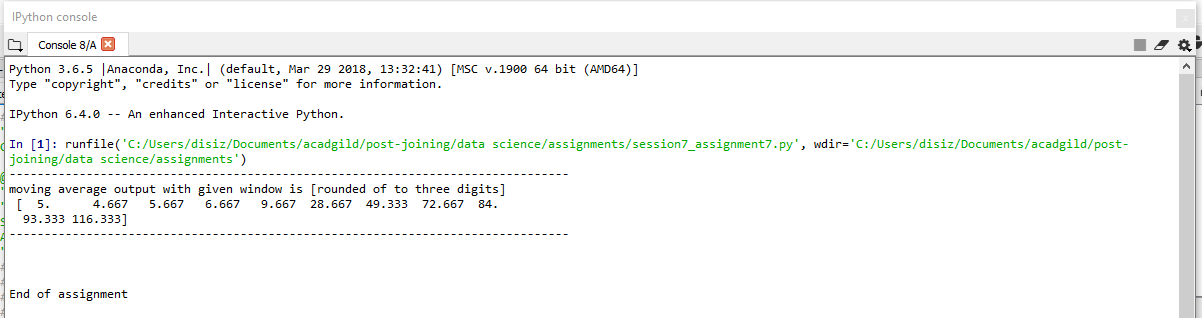 IPython console
Console 8/A
Python 3.6.5 |Anaconda, Inc.| (default, Mar 29 2018, 13:32:41) [MSC v.1900 64 bit (AMD64)]
Type "copyright", "credits" or "license" for more information.
IPython 6.4.0 -- An enhanced Interactive Python.
In [1]: runfile('C:/Users/disiz/Documents/acadgild/post-joining/data science/assignments/session7_assignment7.py', wdir='C:/Users/disiz/Documents/acadgild/post-
joining/data science/assignments')
--------------------------------------------------------------------------------
moving average output with given window is [rounded of to three digits]
[  5.      4.667   5.667   6.667   9.667  28.667  49.333  72.667  84.
93.333 116.333]
--------------------------------------------------------------------------------
End of assignment